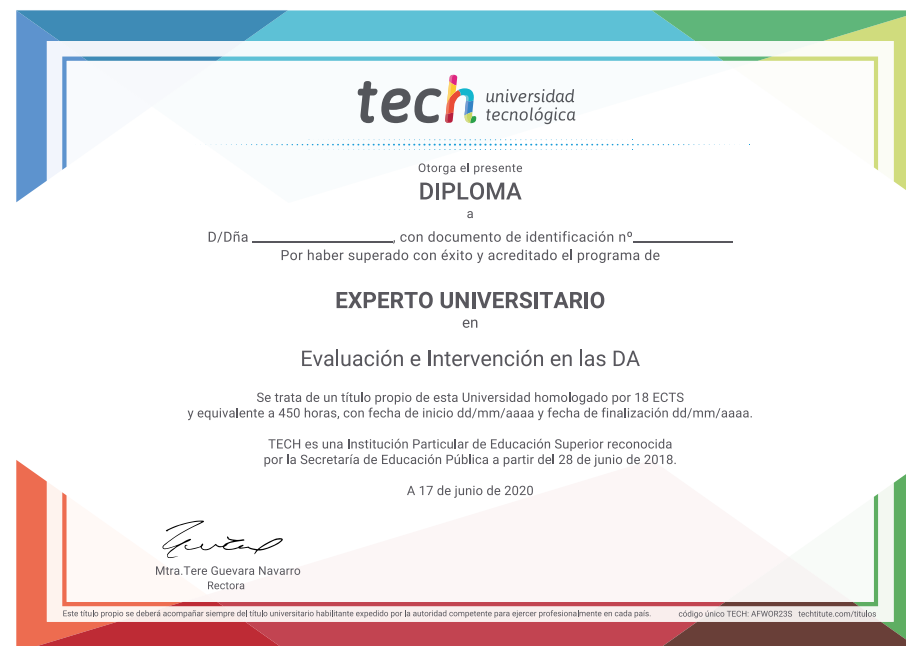 tech universidad
tecnológica
Otorga el presente
DIPLOMA
a
D/Dña ____________________, con documento de identificación nº______________
Por haber superado con éxito y acreditado el programa de
EXPERTO UNIVERSITARIO
en
Evaluación e Intervención en las DA
Se trata de un título propio de esta Universidad homologado por 18 ECTS
y equivalente a 450 horas, con fecha de inicio dd/mm/aaaa y fecha de finalización dd/mm/aaaa.
TECH es una Institución Particular de Educación Superior reconocida
por la Secretaría de Educación Pública a partir del 28 de junio de 2018.
A 17 de junio de 2020
Mtra.Tere Guevara Navarro
Rectora
Este título propio se deberá acompañar siempre del título universitario habilitante expedido por la autoridad competente para ejercer profesionalmente en cada país. código único TECH: AFWOR23S techtitute.com/titulos